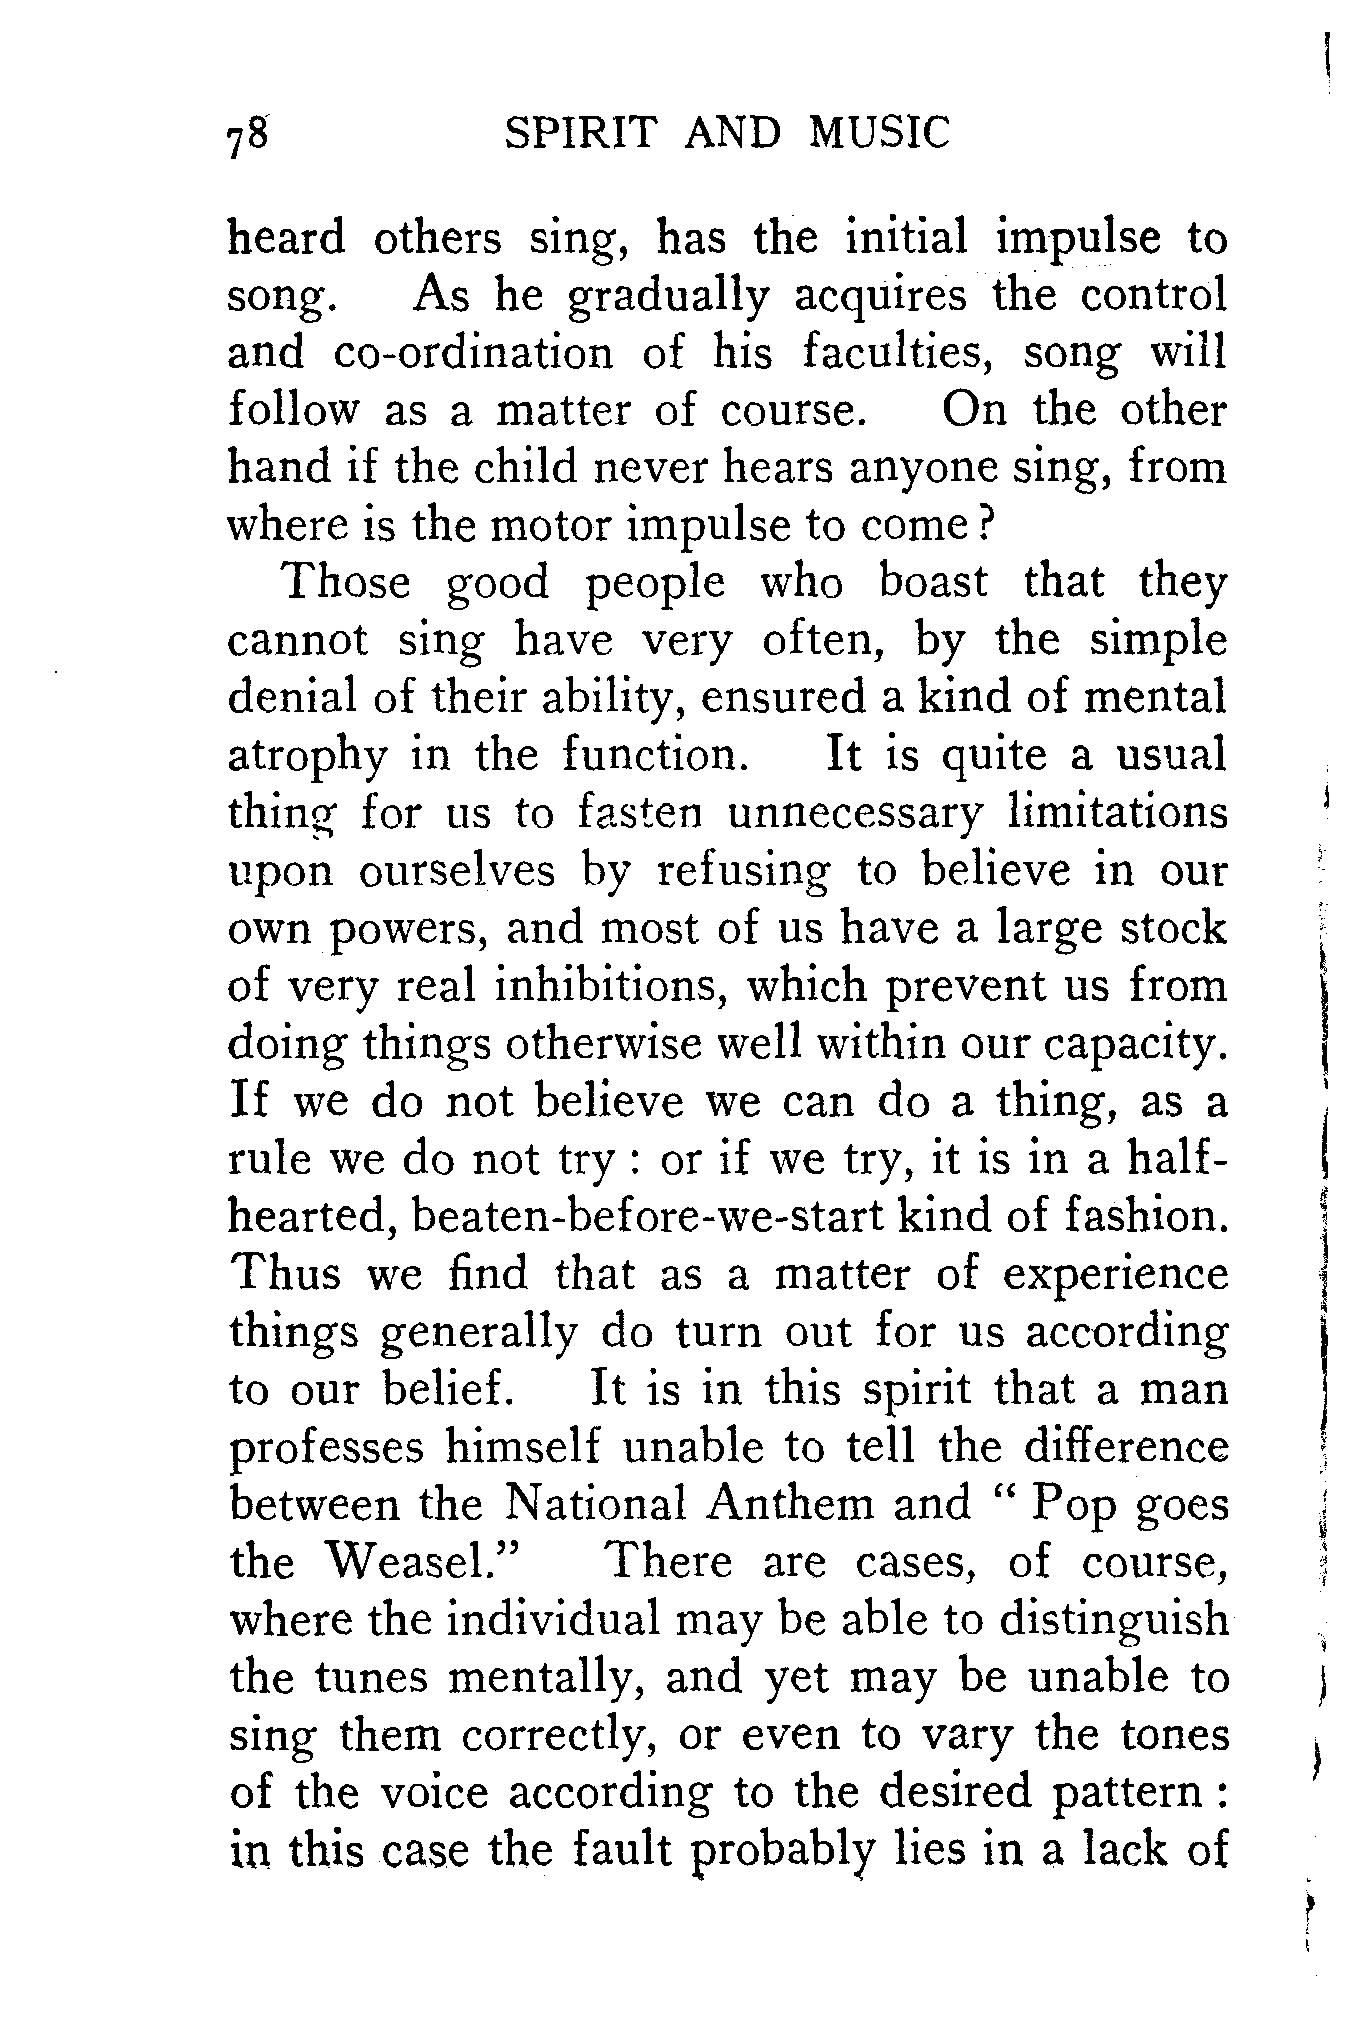 78 SPIRIT AND MUSIC
heard others sing, has the initial impulse to
song. As he gradually acquires the control
and co-ordination of his faculties, song will
follow as a matter of course. On the other
hand if the child never hears anyone sing, from
where is the motor impulse to come?
Those good people who boast that they
cannot sing have very often, by the simple
denial of their ability, ensured a kind of mental
atrophy in the function. It is quite a usual
thing for us to fasten unnecessary limitations
upon ourselves by refusing to believe in our
own powers, and most of us have a large stock
of very real inhibitions, which prevent us from
doing things otherwise well within our capacity.
If we do not believe we can do a thing, as a
rule we do not try : or if we try, it is in a half-
hearted, beaten-before-we-start kind of fashion.
Thus we find that as a matter of experience
things generally do turn out for us according
to our belief. It is in this spirit that a man
professes himself unable to tell the difference
between the National Anthem and “ Pop goes
the Weasel.” There are cases, of course,
where the individual may be able to distinguish
the tunes mentally, and yet may be unable to
sing them correctly, or even to vary the tones
of the voice according to the desired pattern :
in this case the fault probably lies in a lack of